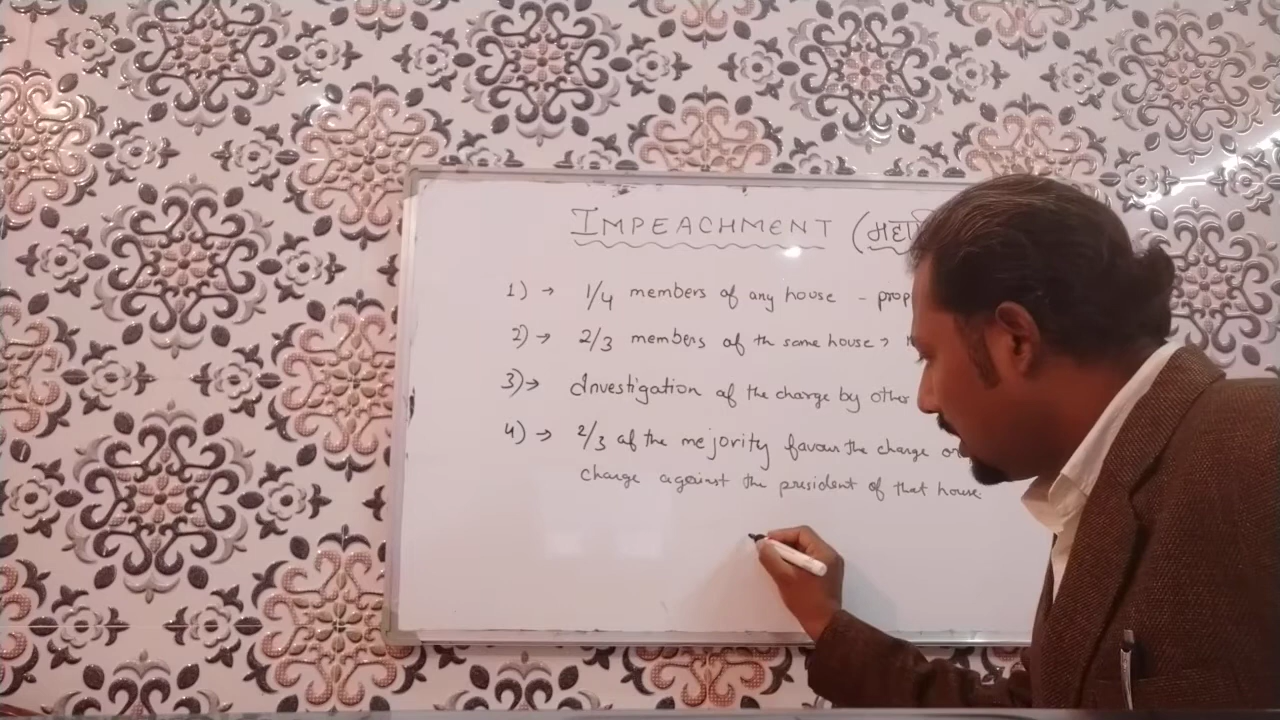 IMPEACHMENT (महा
1) → 1/4 members of any house - prop
2) → 2/3 members of th same house,
3) → Investigation of the charge by other
4) → 2/3 of the mejority favour the charge or
charge against the president of that house.